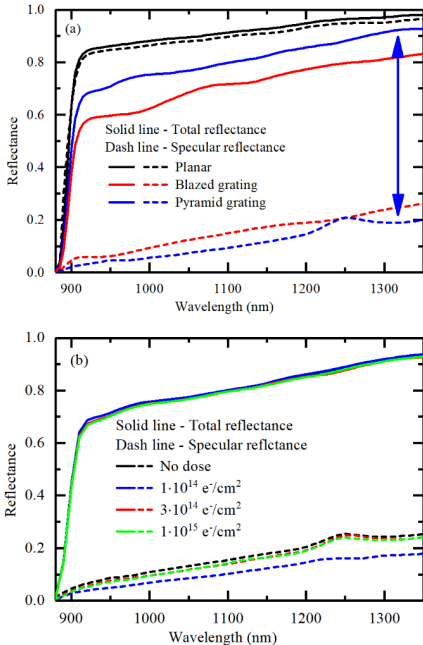 (a)
1.0
0.8
0.6
0.4
0.2
0.0
Reflectance
Solid line - Total reflectance
Dash line - Specular reflectance
Planar
Blazed grating
Pyramid grating
900 1000 1100 1200 1300
Wavelength (nm)
(b)
1.0
0.8
0.6
0.4
0.2
0.0
Reflectance
Solid line - Total reflectance
Dash line - Specular reflctance
No dose
1·10¹⁴ e⁻/cm²
3·10¹⁴ e⁻/cm²
1·10¹⁵ e⁻/cm²
900 1000 1100 1200 1300
Wavelength (nm)